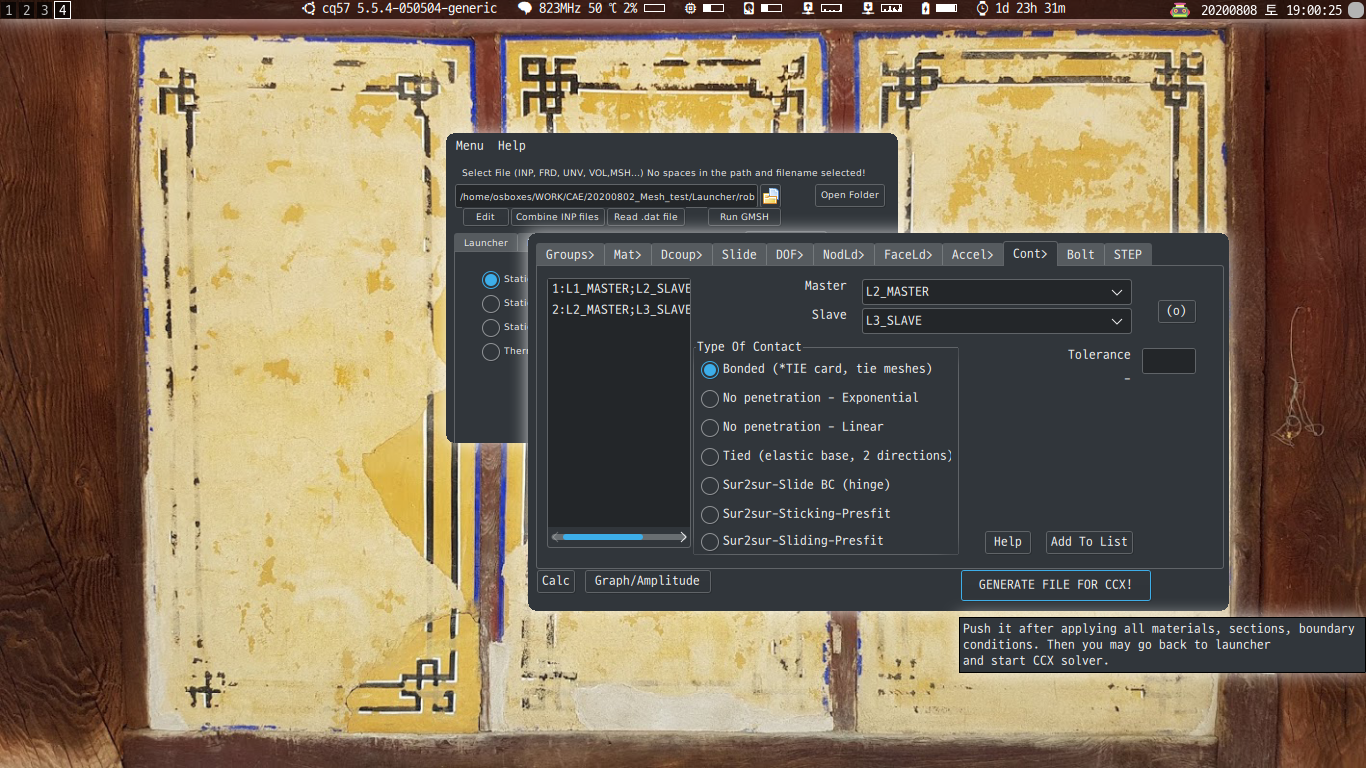 1 2 3 4 cq57 5.5.4-050504-generic 823MHz 50 ℃ 2% 1d 23h 31m 20200808 토 19:00:25
Menu Help
Select File (INP, FRD, UNV, VOL,MSH...) No spaces in the path and filename selected!
/home/osboxes/WORK/CAE/20200802_Mesh_test/Launcher/rob
Open Folder
Edit Combine INP files Read .dat file Run GMSH
Launcher
Stati
Stati
Stati
Ther
Groups> Mat> Dcoup> Slide DOF> NodLd> FaceLd> Accel> Cont> Bolt STEP
1:L1_MASTER;L2_SLAVE
2:L2_MASTER;L3_SLAVE
Master L2_MASTER
Slave L3_SLAVE
(o)
Type Of Contact
Bonded (*TIE card, tie meshes)
No penetration - Exponential
No penetration - Linear
Tied (elastic base, 2 directions)
Sur2sur-Slide BC (hinge)
Sur2sur-Sticking-Presfit
Sur2sur-Sliding-Presfit
Tolerance
-
Help Add To List
Calc Graph/Amplitude GENERATE FILE FOR CCX!
Push it after applying all materials, sections, boundary
conditions. Then you may go back to launcher
and start CCX solver.